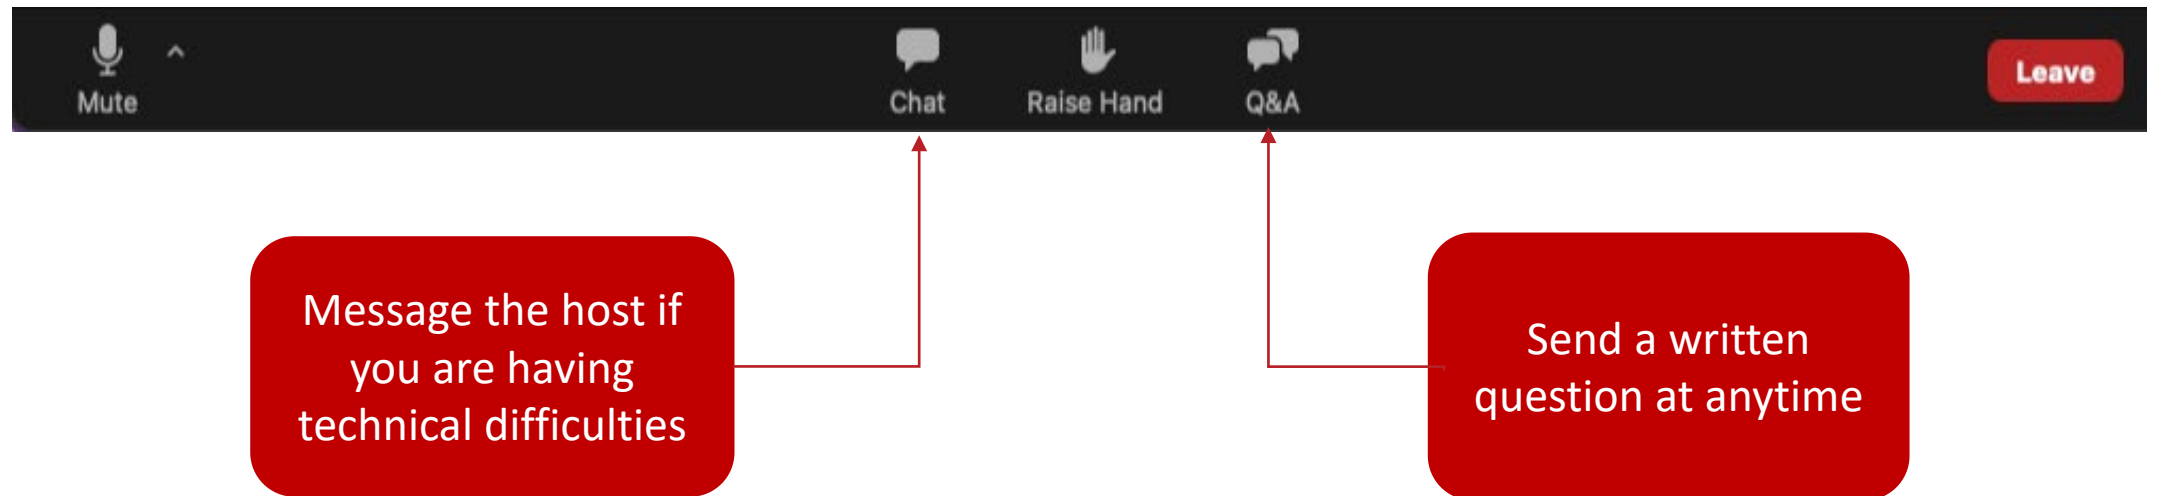 Mute
Chat
Raise Hand
Q&A
Leave
Message the host if
you are having
technical difficulties
Send a written
question at anytime